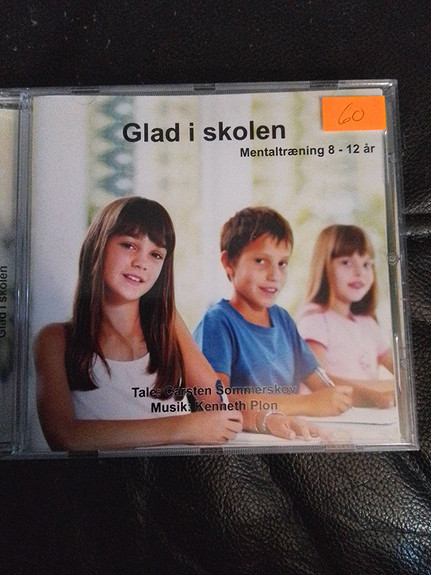 Glad i skolen
60
Mentaltræning 8 - 12 år
Glad i skolen
Tale: Carsten Sommerskov
Musik: Kenneth Plon